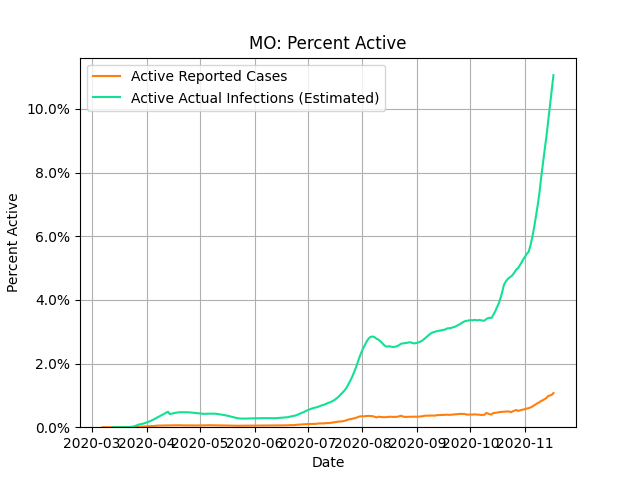 MO: Percent Active
Active Reported Cases
Active Actual Infections (Estimated)
10.0%
8.0%
6.0%
4.0%
2.0%
0.0%
Percent Active
2020-03 2020-04 2020-05 2020-06 2020-07 2020-08 2020-09 2020-10 2020-11
Date